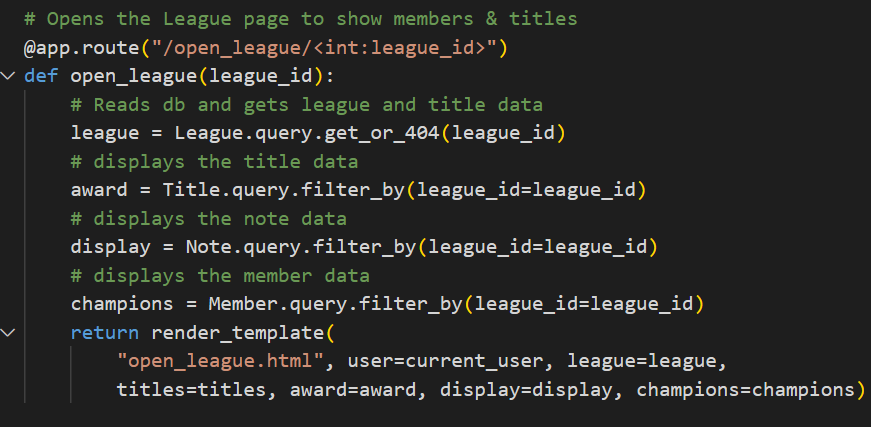 # Opens the League page to show members & titles
@app.route("/open_league/<int:league_id>")
def open_league(league_id):
    # Reads db and gets league and title data
    league = League.query.get_or_404(league_id)
    # displays the title data
    award = Title.query.filter_by(league_id=league_id)
    # displays the note data
    display = Note.query.filter_by(league_id=league_id)
    # displays the member data
    champions = Member.query.filter_by(league_id=league_id)
    return render_template(
        "open_league.html", user=current_user, league=league,
        titles=titles, award=award, display=display, champions=champions)